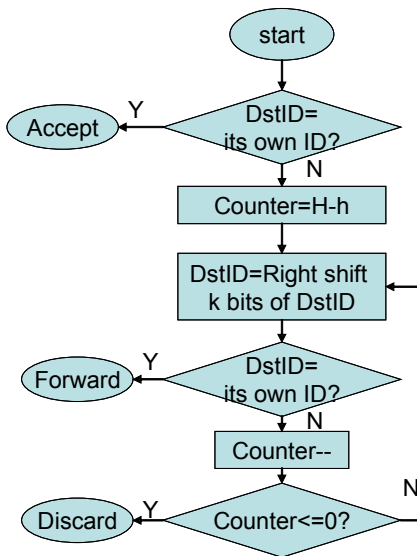 start
Y
DstID=
its own ID?
Accept
N
Counter=H-h
DstID=Right shift
k bits of DstID
Y
DstID=
its own ID?
Forward
N
Counter--
Y
N
Discard
Counter<=0?